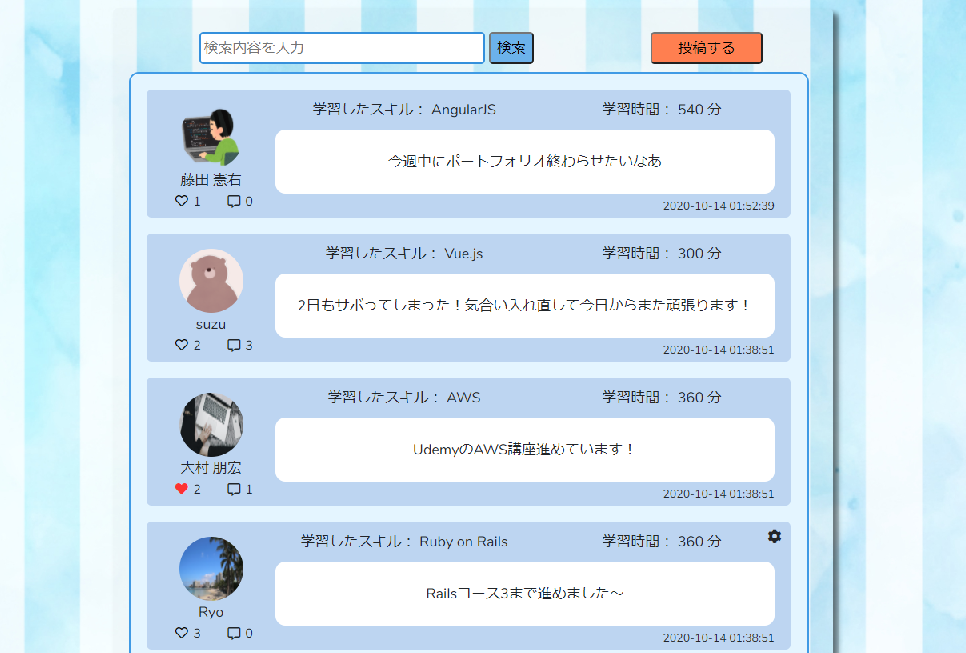 検索内容を入力 検索 投稿する
学習したスキル： AngularJS 学習時間： 540 分
今週中にポートフォリオ終わらせたいなあ
藤田 憲右
1 0
2020-10-14 01:52:39
学習したスキル： Vue.js 学習時間： 300 分
2日もサボってしまった！気合い入れ直して今日からまた頑張ります！
suzu
2 3
2020-10-14 01:38:51
学習したスキル： AWS 学習時間： 360 分
UdemyのAWS講座進めています！
大村 朋宏
2 1
2020-10-14 01:38:51
学習したスキル： Ruby on Rails 学習時間： 360 分
Railsコース3まで進めました～
Ryo
3 0
2020-10-14 01:38:51